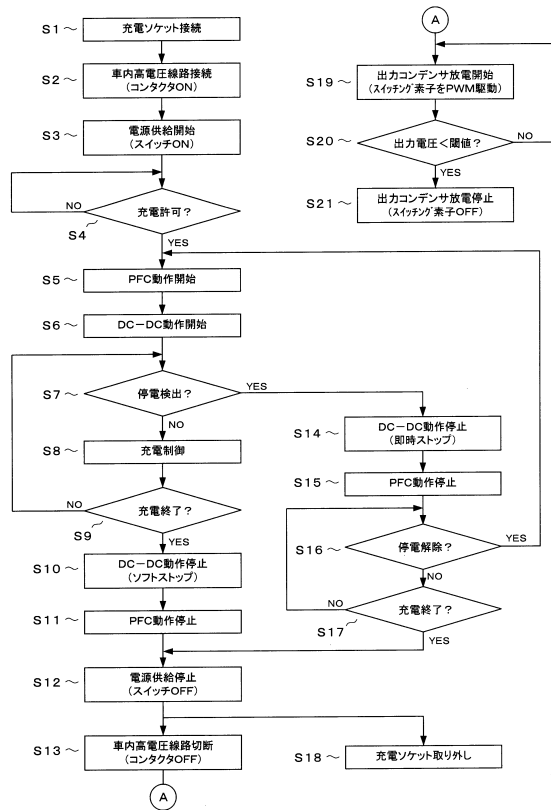 S1
充電ソケット接続
S2
車内高電圧線路接続
(コンタクタON)
S3
電源供給開始
(スイッチON)
充電許可?
NO
S4
YES
S5
PFC動作開始
S6
DC-DC動作開始
S7
停電検出?
YES
NO
S8
充電制御
充電終了?
NO
S9
YES
S10
DC-DC動作停止
(ソフトストップ)
S11
PFC動作停止
S12
電源供給停止
(スイッチOFF)
S13
車内高電圧線路切断
(コンタクタOFF)
A
S14
DC-DC動作停止
(即時ストップ)
S15
PFC動作停止
S16
停電解除?
YES
NO
充電終了?
NO
S17
YES
S18
充電ソケット取り外し
A
S19
出力コンデンサ放電開始
(スイッチング素子をPWM駆動)
S20
出力電圧<閾値?
NO
YES
S21
出力コンデンサ放電停止
(スイッチング素子OFF)